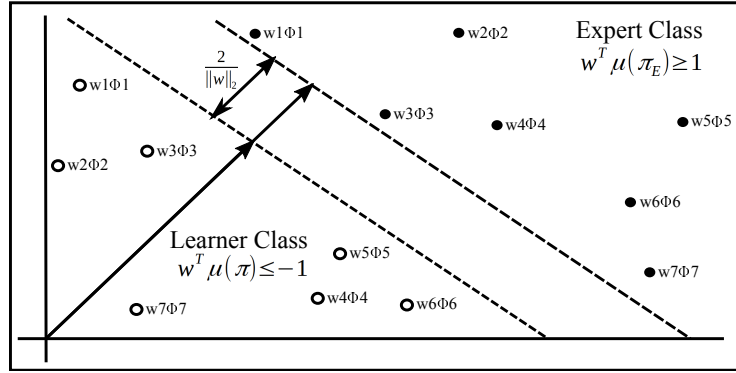 w1Φ1
w2Φ2
Expert Class
w^T μ(π_E)≥1
2
‖w‖₂
w1Φ1
w3Φ3
w4Φ4
w5Φ5
w2Φ2
w3Φ3
w6Φ6
Learner Class
w^T μ(π)≤−1
w5Φ5
w7Φ7
w7Φ7
w4Φ4
w6Φ6